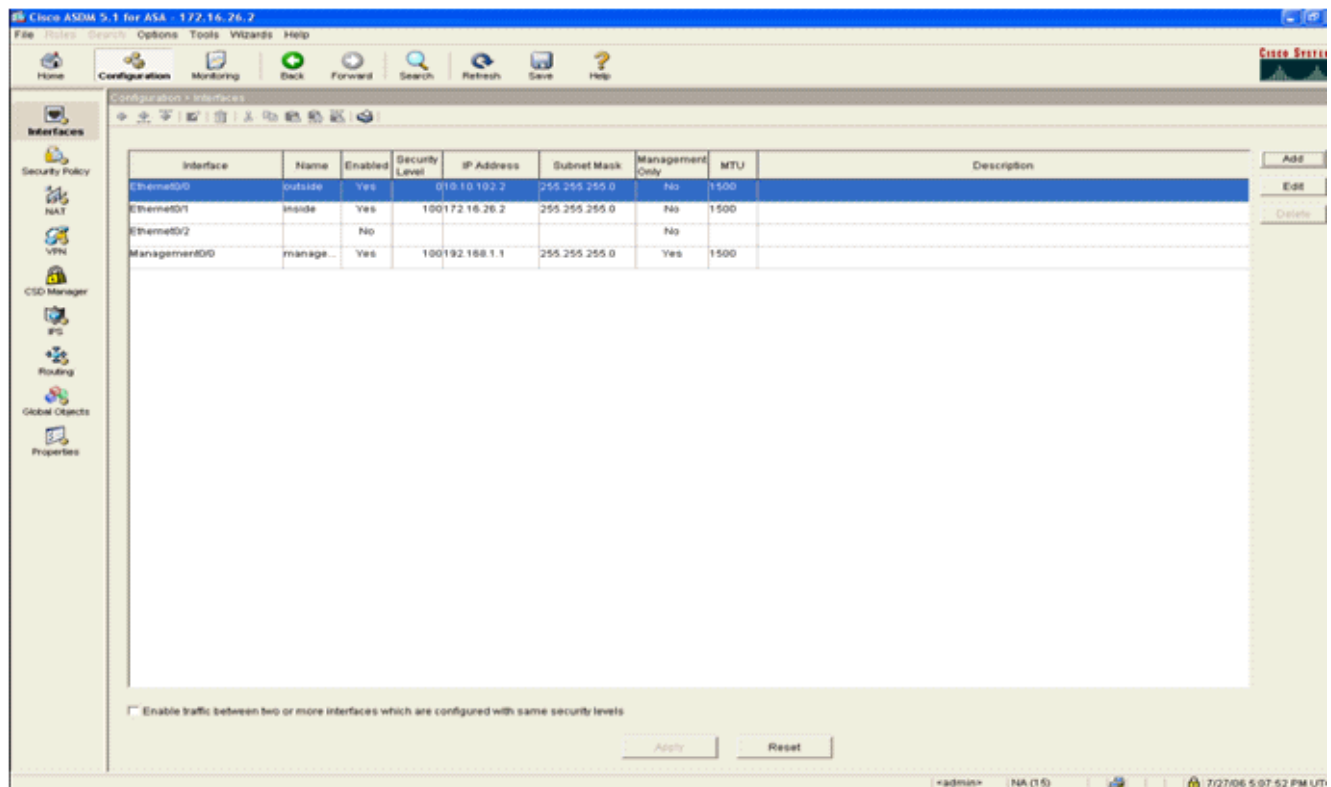 Cisco ASDM 5.1 for ASA - 172.16.26.2
File Rules Search Options Tools Wizards Help
Home Configuration Monitoring Back Forward Search Refresh Save Help
CISCO SYSTEMS
Configuration > Interfaces
Interfaces
Security Policy
NAT
VPN
CSD Manager
IPS
Routing
Global Objects
Properties
Interface Name Enabled Security Level IP Address Subnet Mask Management Only MTU Description
Ethernet0/0 outside Yes 0 10.10.102.2 255.255.255.0 No 1500
Ethernet0/1 inside Yes 100 172.16.26.2 255.255.255.0 No 1500
Ethernet0/2 No No
Management0/0 manage... Yes 100 192.168.1.1 255.255.255.0 Yes 1500
Add
Edit
Delete
Enable traffic between two or more interfaces which are configured with same security levels
Apply Reset
<admin> NA (15) 7/27/06 5:07:52 PM UT